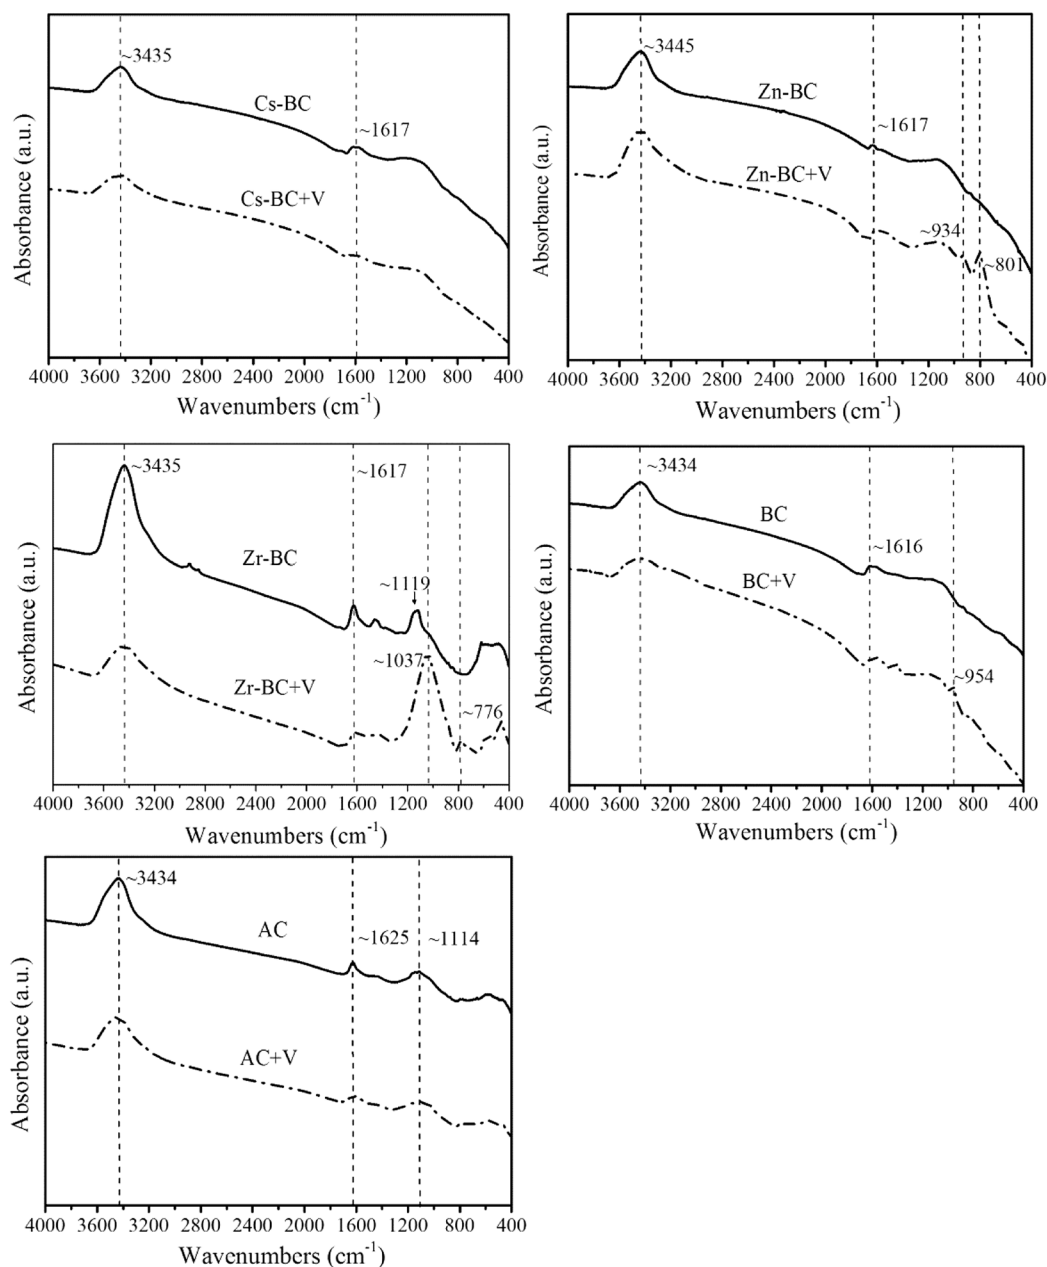 ~3435
Cs-BC
~1617
Cs-BC+V
Absorbance (a.u.)
4000 3600 3200 2800 2400 2000 1600 1200 800 400
Wavenumbers (cm⁻¹)
~3445
Zn-BC
~1617
Zn-BC+V
~934
~801
Absorbance (a.u.)
4000 3600 3200 2800 2400 2000 1600 1200 800 400
Wavenumbers (cm⁻¹)
~3435
~1617
Zr-BC
~1119
~1037
Zr-BC+V
~776
Absorbance (a.u.)
4000 3600 3200 2800 2400 2000 1600 1200 800 400
Wavenumbers (cm⁻¹)
~3434
BC
~1616
BC+V
~954
Absorbance (a.u.)
4000 3600 3200 2800 2400 2000 1600 1200 800 400
Wavenumbers (cm⁻¹)
~3434
AC
~1625
~1114
AC+V
Absorbance (a.u.)
4000 3600 3200 2800 2400 2000 1600 1200 800 400
Wavenumbers (cm⁻¹)